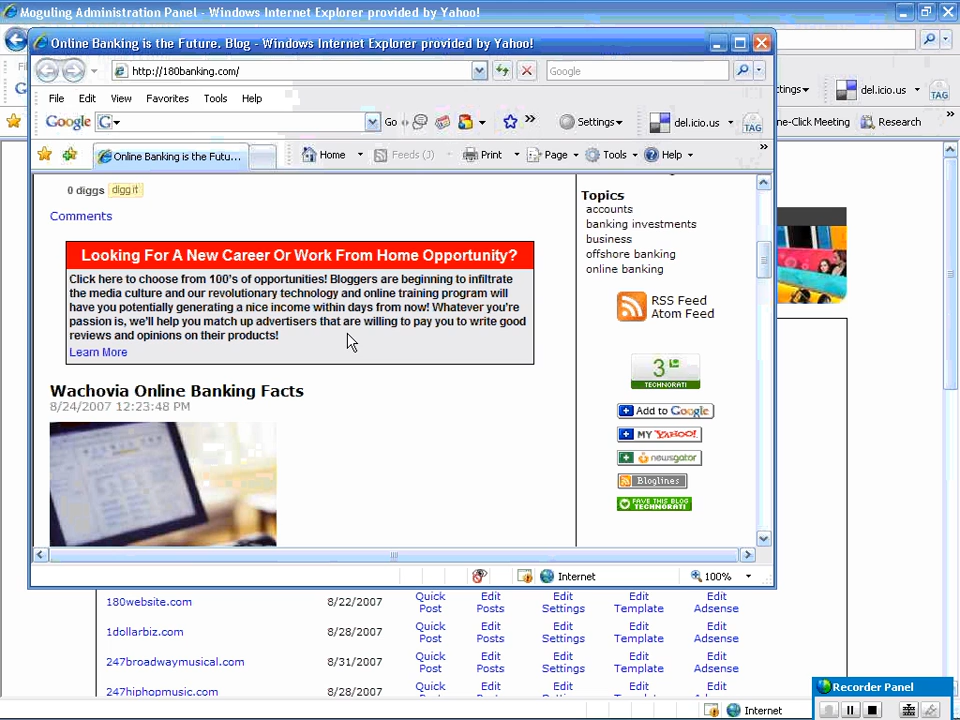 Moguling Administration Panel - Windows Internet Explorer provided by Yahoo!
Online Banking is the Future. Blog - Windows Internet Explorer provided by Yahoo!
http://180banking.com/
Google
File Edit View Favorites Tools Help
Google G Go Settings del.icio.us TAG
del.icio.us TAG
Online Banking is the Futu... Home Feeds (J) Print Page Tools Help
One-Click Meeting Research
0 diggs digg it
Comments
Looking For A New Career Or Work From Home Opportunity?
Click here to choose from 100's of opportunities! Bloggers are beginning to infiltrate
the media culture and our revolutionary technology and online training program will
have you potentially generating a nice income within days from now! Whatever you're
passion is, we'll help you match up advertisers that are willing to pay you to write good
reviews and opinions on their products!
Learn More
Wachovia Online Banking Facts
8/24/2007 12:23:48 PM
Topics
accounts
banking investments
business
offshore banking
online banking
RSS Feed
Atom Feed
3
TECHNORATI
Add to Google
MY YAHOO!
newsgator
Bloglines
FAVE THIS BLOG
TECHNORATI
Internet 100%
180website.com 8/22/2007 Quick Post Edit Posts Edit Settings Edit Template Edit Adsense
1dollarbiz.com 8/28/2007 Quick Post Edit Posts Edit Settings Edit Template Edit Adsense
247broadwaymusical.com 8/31/2007 Quick Post Edit Posts Edit Settings Edit Template Edit Adsense
247hiphopmusic.com 8/28/2007 Quick Edit Edit Edit Edit
Recorder Panel
Internet